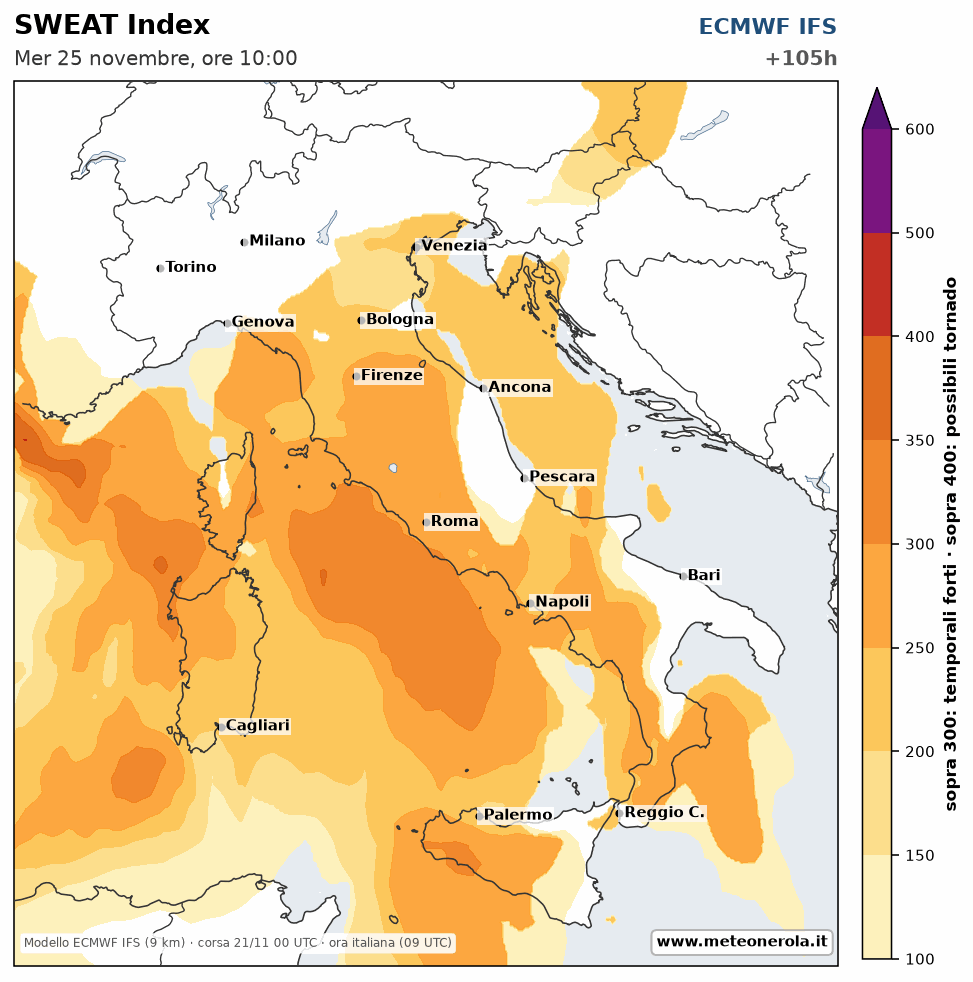 SWEAT Index
ECMWF IFS
Mer 25 novembre, ore 10:00
+105h
Milano
Venezia
Torino
Genova
Bologna
Firenze
Ancona
Pescara
Roma
Bari
Napoli
Cagliari
Palermo
Reggio C.
600
500
400
350
300
250
200
150
100
sopra 300: temporali forti · sopra 400: possibili tornado
Modello ECMWF IFS (9 km) · corsa 21/11 00 UTC · ora italiana (09 UTC)
www.meteonerola.it